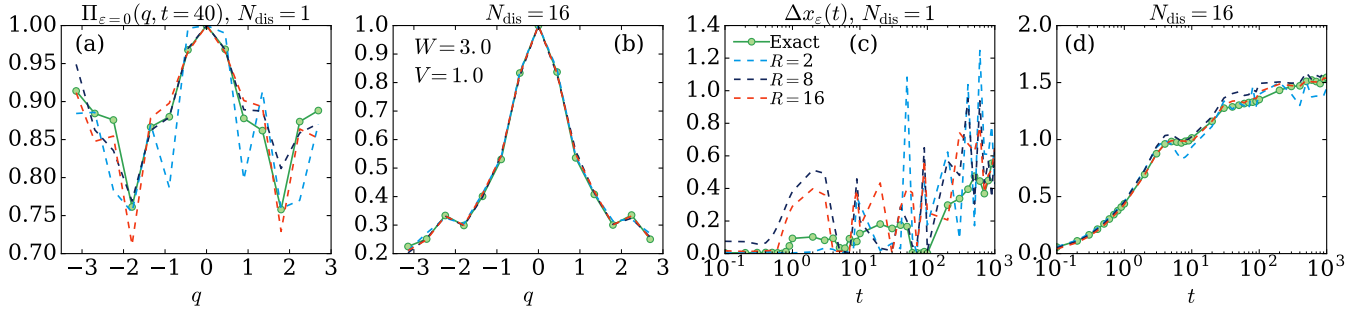 Π_{ε=0}(q, t=40), N_dis=1
(a)
1.00
0.95
0.90
0.85
0.80
0.75
0.70
−3 −2 −1 0 1 2 3
q
N_dis=16
(b)
W=3.0
V=1.0
1.0
0.9
0.8
0.7
0.6
0.5
0.4
0.3
0.2
−3 −2 −1 0 1 2 3
q
Δx_ε(t), N_dis=1
(c)
Exact
R=2
R=8
R=16
1.4
1.2
1.0
0.8
0.6
0.4
0.2
0.0
10^{-1} 10^0 10^1 10^2 10^3
t
N_dis=16
(d)
2.0
1.5
1.0
0.5
0.0
10^{-1} 10^0 10^1 10^2 10^3
t